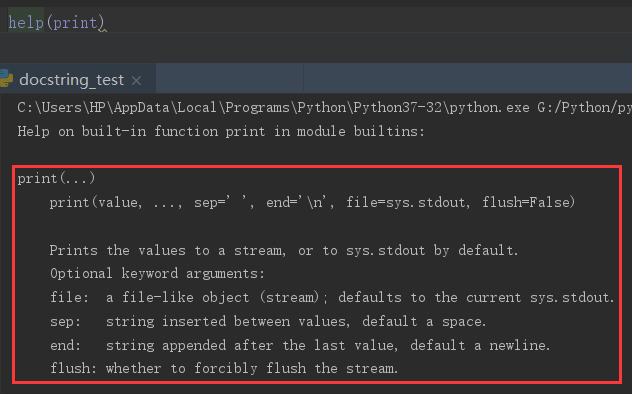 help(print)
docstring_test ×
C:\Users\HP\AppData\Local\Programs\Python\Python37-32\python.exe G:/Python/py
Help on built-in function print in module builtins:
print(...)
print(value, ..., sep=' ', end='\n', file=sys.stdout, flush=False)
Prints the values to a stream, or to sys.stdout by default.
Optional keyword arguments:
file:  a file-like object (stream); defaults to the current sys.stdout.
sep:   string inserted between values, default a space.
end:   string appended after the last value, default a newline.
flush: whether to forcibly flush the stream.